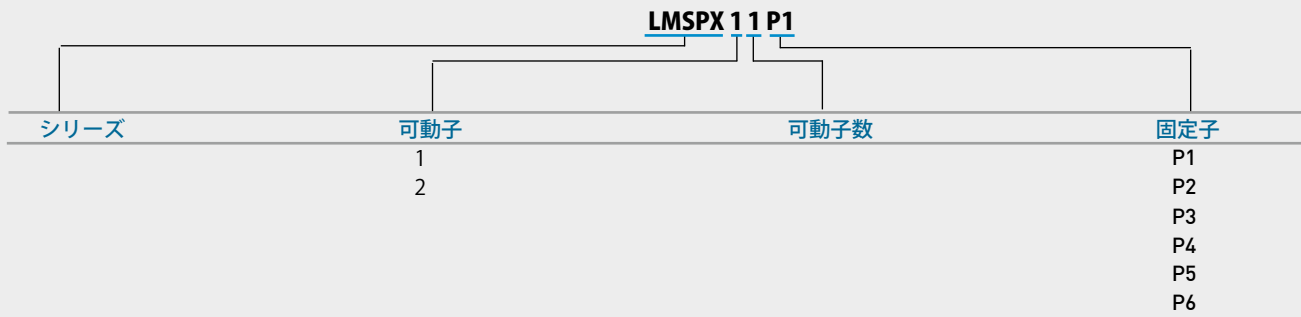 LMSPX 1 1 P1
シリーズ 可動子 可動子数 固定子
1 P1
2 P2
P3
P4
P5
P6